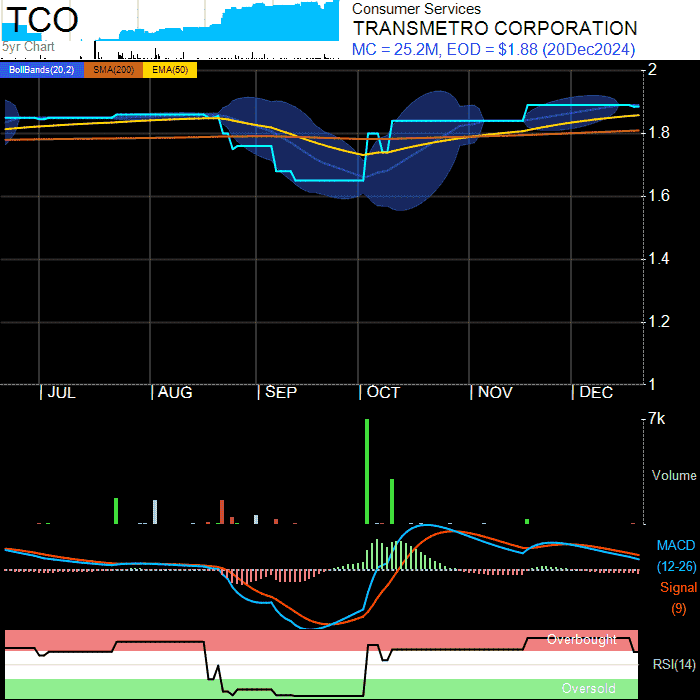 TCO
5yr Chart
Consumer Services
TRANSMETRO CORPORATION
MC = 25.2M, EOD = $1.88 (20Dec2024)
BollBands(20,2) SMA(200) EMA(50)
2
1.8
1.6
1.4
1.2
1
JUL AUG SEP OCT NOV DEC
7k
Volume
MACD
(12-26)
Signal
(9)
Overbought
RSI(14)
Oversold